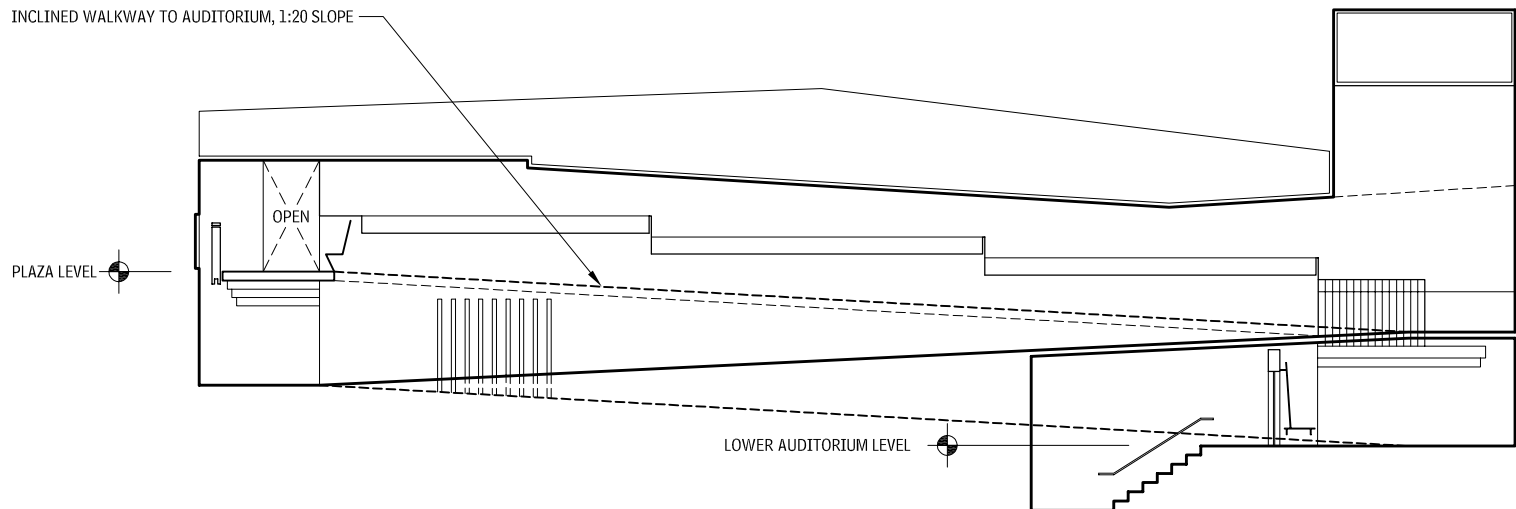 INCLINED WALKWAY TO AUDITORIUM, 1:20 SLOPE
OPEN
PLAZA LEVEL
LOWER AUDITORIUM LEVEL